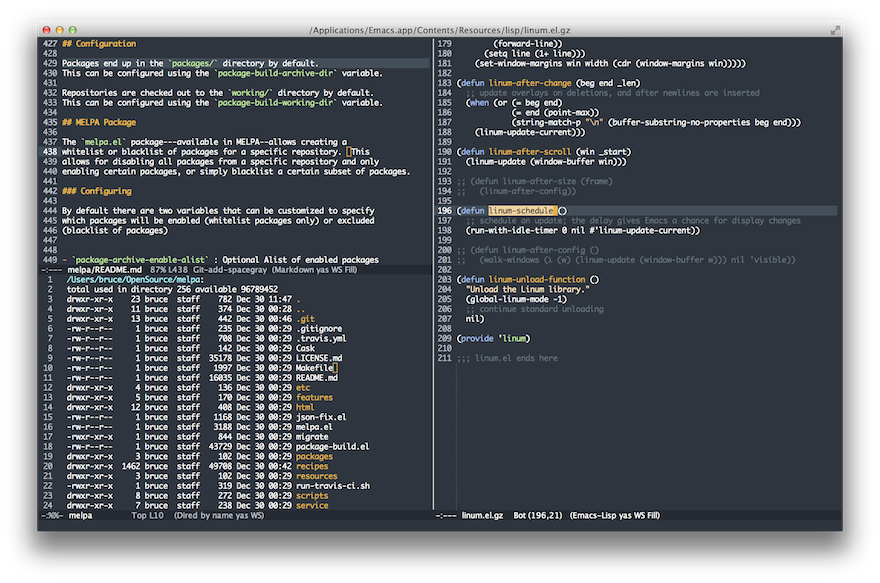 /Applications/Emacs.app/Contents/Resources/lisp/linum.el.gz
427 ## Configuration
428
429 Packages end up in the `packages/` directory by default.
430 This can be configured using the `package-build-archive-dir` variable.
431
432 Repositories are checked out to the `working/` directory by default.
433 This can be configured using the `package-build-working-dir` variable.
434
435 ## MELPA Package
436
437 The `melpa.el` package---available in MELPA--allows creating a
438 whitelist or blacklist of packages for a specific repository. This
439 allows for disabling all packages from a specific repository and only
440 enabling certain packages, or simply blacklist a certain subset of packages.
441
442 ### Configuring
443
444 By default there are two variables that can be customized to specify
445 which packages will be enabled (whitelist packages only) or excluded
446 (blacklist of packages)
447
448
449 - `package-archive-enable-alist` : Optional Alist of enabled packages
-:--- melpa/README.md 87% L438 Git-add-spacegray (Markdown yas WS Fill)
1 /Users/bruce/OpenSource/melpa:
2 total used in directory 256 available 96789452
3 drwxr-xr-x 23 bruce staff 782 Dec 30 11:47 .
4 drwxr-xr-x 11 bruce staff 374 Dec 30 00:28 ..
5 drwxr-xr-x 13 bruce staff 442 Dec 30 00:46 .git
6 -rw-r--r-- 1 bruce staff 235 Dec 30 00:29 .gitignore
7 -rw-r--r-- 1 bruce staff 708 Dec 30 00:29 .travis.yml
8 -rw-r--r-- 1 bruce staff 142 Dec 30 00:29 Cask
9 -rw-r--r-- 1 bruce staff 35178 Dec 30 00:29 LICENSE.md
10 -rw-r--r-- 1 bruce staff 1997 Dec 30 00:29 Makefile
11 -rw-r--r-- 1 bruce staff 16035 Dec 30 00:29 README.md
12 drwxr-xr-x 4 bruce staff 136 Dec 30 00:29 etc
13 drwxr-xr-x 5 bruce staff 170 Dec 30 00:29 features
14 drwxr-xr-x 12 bruce staff 408 Dec 30 00:29 html
15 -rw-r--r-- 1 bruce staff 1168 Dec 30 00:29 json-fix.el
16 -rw-r--r-- 1 bruce staff 3188 Dec 30 00:29 melpa.el
17 -rwxr-xr-x 1 bruce staff 844 Dec 30 00:29 migrate
18 -rw-r--r-- 1 bruce staff 43729 Dec 30 00:29 package-build.el
19 drwxr-xr-x 3 bruce staff 102 Dec 30 00:29 packages
20 drwxr-xr-x 1462 bruce staff 49708 Dec 30 00:42 recipes
21 drwxr-xr-x 3 bruce staff 102 Dec 30 00:29 resources
22 -rwxr-xr-x 1 bruce staff 319 Dec 30 00:29 run-travis-ci.sh
23 drwxr-xr-x 8 bruce staff 272 Dec 30 00:29 scripts
24 drwxr-xr-x 7 bruce staff 238 Dec 30 00:29 service
-:%%- melpa Top L10 (Dired by name yas WS)
179 (forward-line))
180 (setq line (1+ line)))
181 (set-window-margins win width (cdr (window-margins win)))))
182
183 (defun linum-after-change (beg end _len)
184 ;; update overlays on deletions, and after newlines are inserted
185 (when (or (= beg end)
186 (= end (point-max))
187 (string-match-p "\n" (buffer-substring-no-properties beg end)))
188 (linum-update-current)))
189
190 (defun linum-after-scroll (win _start)
191 (linum-update (window-buffer win)))
192
193 ;; (defun linum-after-size (frame)
194 ;; (linum-after-config))
195
196 (defun linum-schedule ()
197 ;; schedule an update; the delay gives Emacs a chance for display changes
198 (run-with-idle-timer 0 nil #'linum-update-current))
199
200 ;; (defun linum-after-config ()
201 ;; (walk-windows (λ (w) (linum-update (window-buffer w))) nil 'visible))
202
203 (defun linum-unload-function ()
204 "Unload the Linum library."
205 (global-linum-mode -1)
206 ;; continue standard unloading
207 nil)
208
209 (provide 'linum)
210
211 ;;; linum.el ends here
-:--- linum.el.gz Bot (196,21) (Emacs-Lisp yas WS Fill)